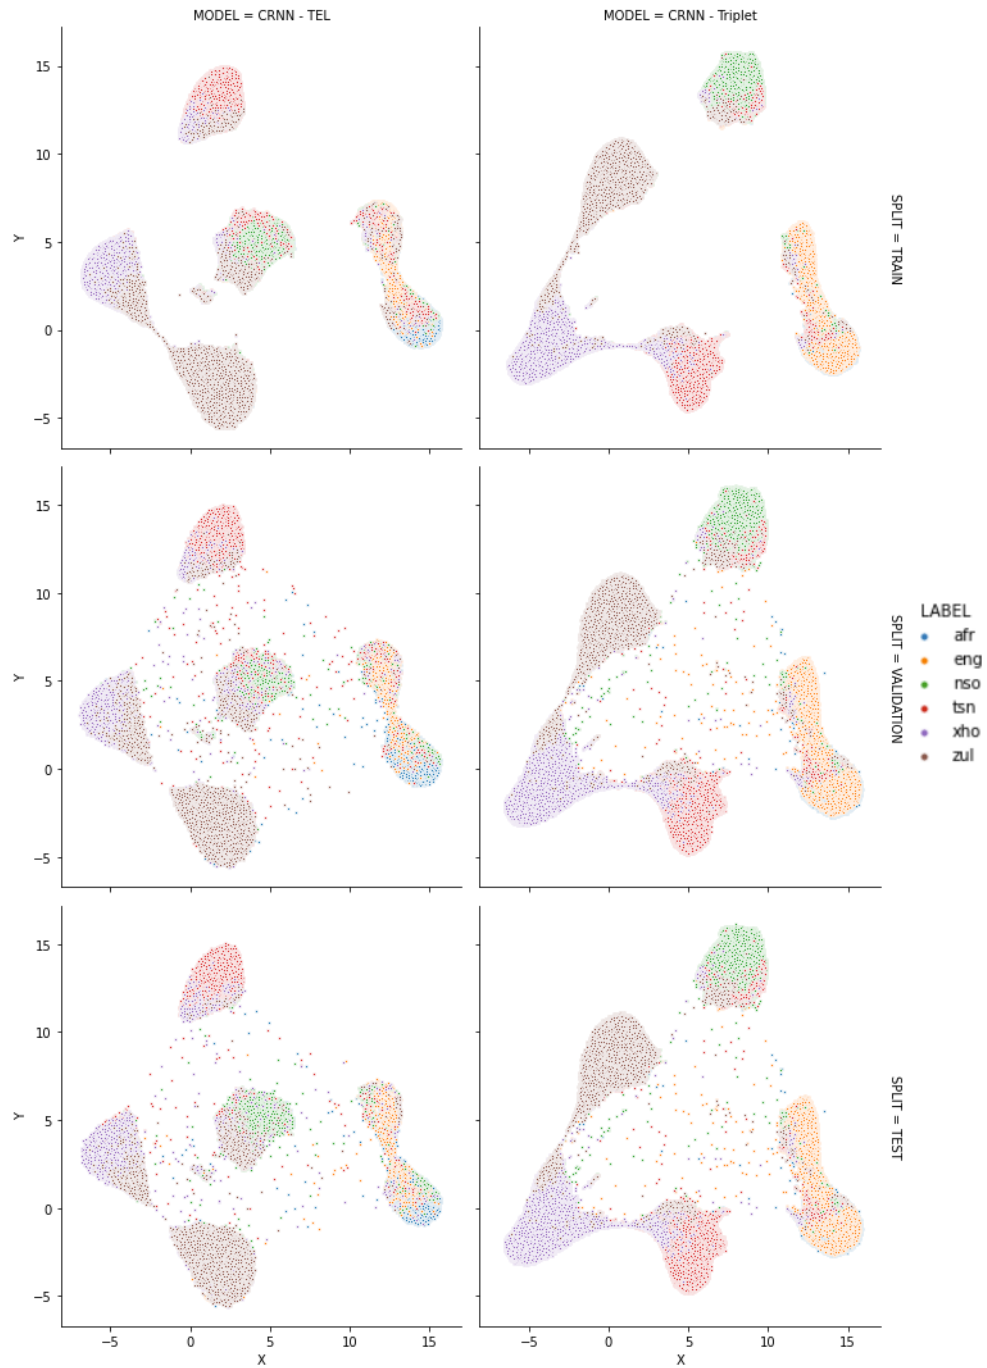 MODEL = CRNN - TEL
MODEL = CRNN - Triplet
15
10
5
0
−5
Y
SPLIT = TRAIN
15
10
5
0
−5
Y
SPLIT = VALIDATION
LABEL
afr
eng
nso
tsn
xho
zul
15
10
5
0
−5
Y
SPLIT = TEST
−5 0 5 10 15
−5 0 5 10 15
X
X